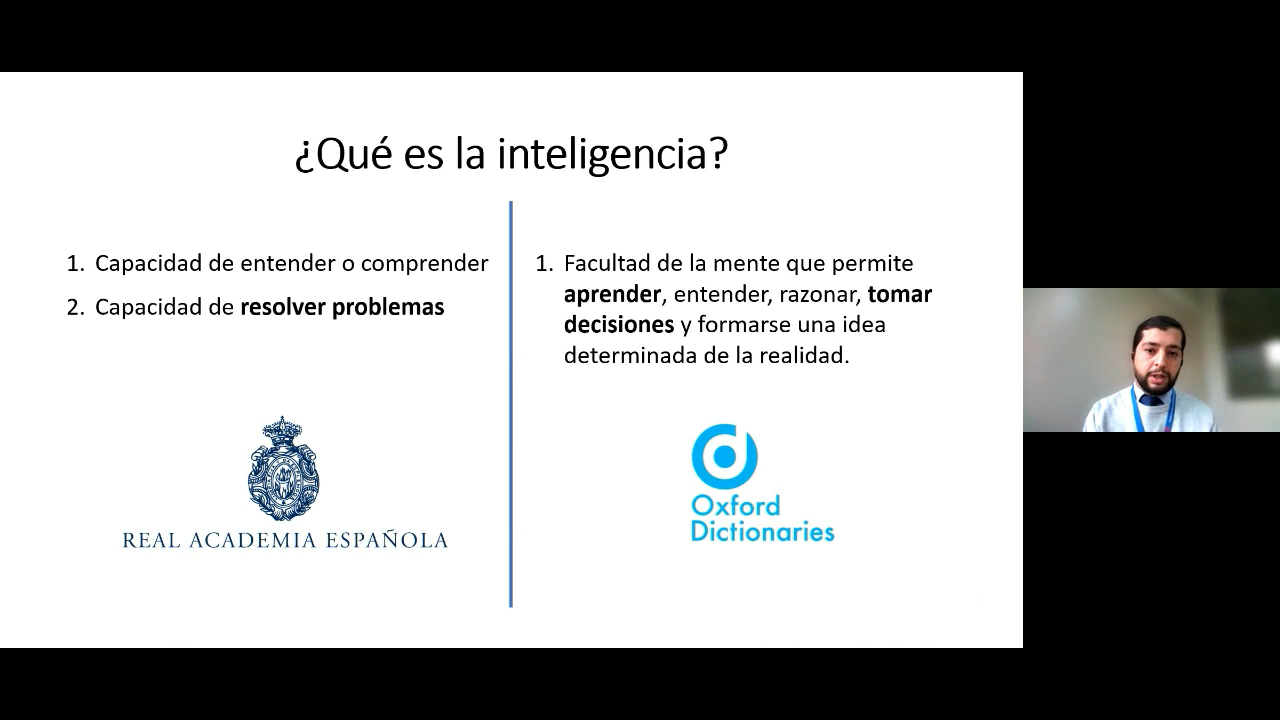 ¿Qué es la inteligencia?
1. Capacidad de entender o comprender
2. Capacidad de resolver problemas
REAL ACADEMIA ESPAÑOLA
1. Facultad de la mente que permite
aprender, entender, razonar, tomar
decisiones y formarse una idea
determinada de la realidad.
Oxford
Dictionaries